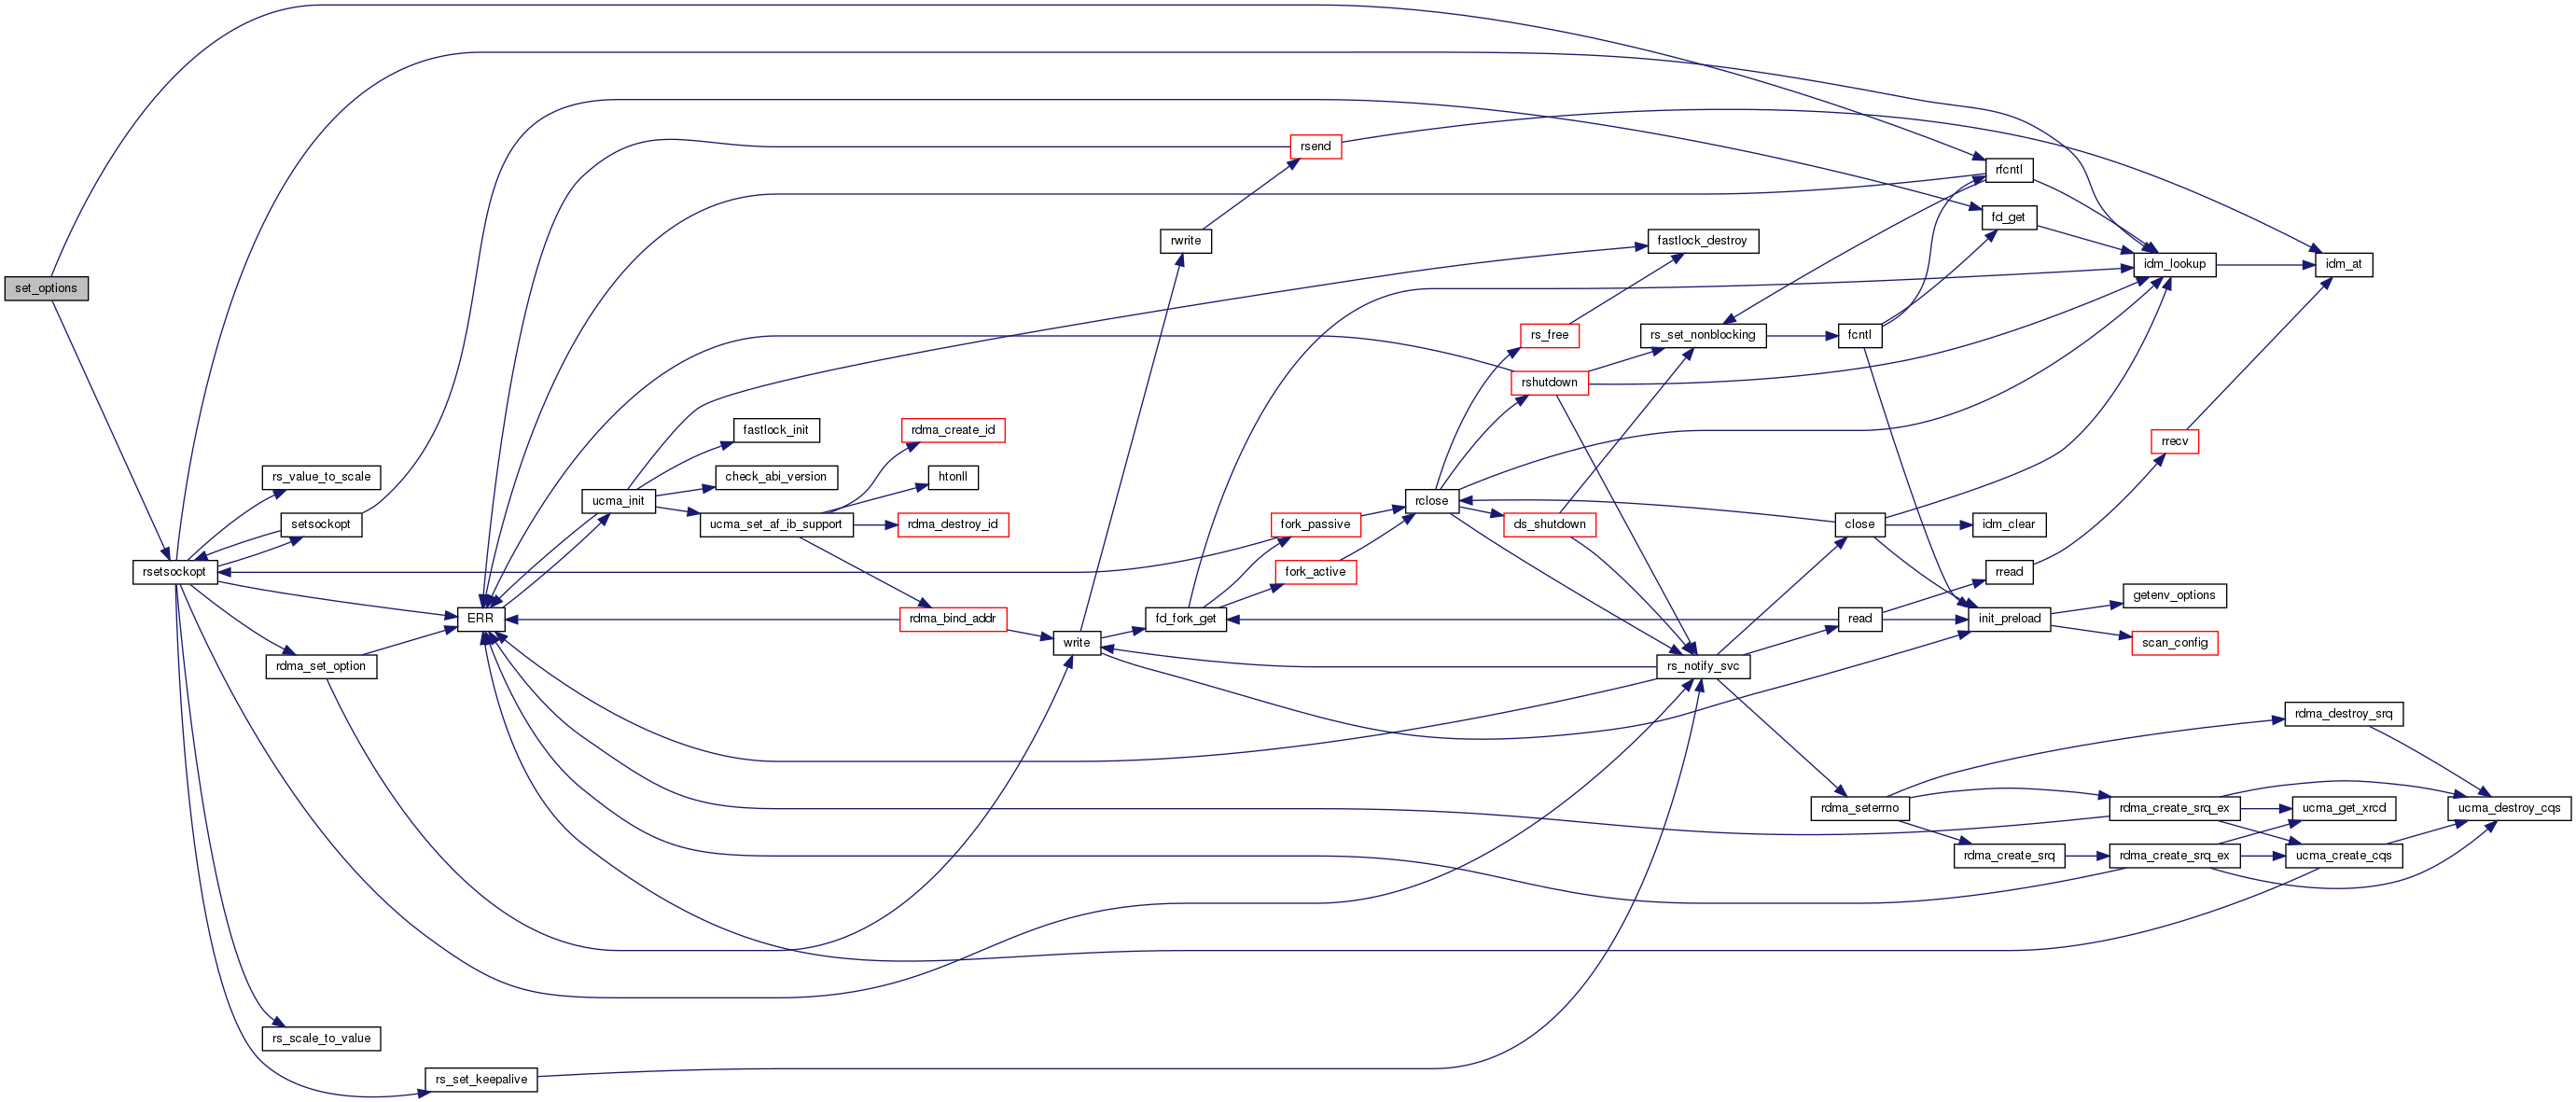 set_options
rsetsockopt
rs_value_to_scale
setsockopt
rdma_set_option
rs_scale_to_value
rs_set_keepalive
ERR
ucma_init
fastlock_init
check_abi_version
ucma_set_af_ib_support
rdma_create_id
htonll
rdma_destroy_id
rdma_bind_addr
write
rwrite
fd_fork_get
rsend
fork_passive
fork_active
rclose
rs_free
rshutdown
ds_shutdown
fastlock_destroy
rs_set_nonblocking
rs_notify_svc
fcntl
close
read
rdma_seterrno
rfcntl
fd_get
idm_clear
rread
init_preload
rdma_create_srq
idm_lookup
rrecv
getenv_options
scan_config
rdma_create_srq_ex
rdma_create_srq_ex
idm_at
rdma_destroy_srq
ucma_get_xrcd
ucma_create_cqs
ucma_destroy_cqs